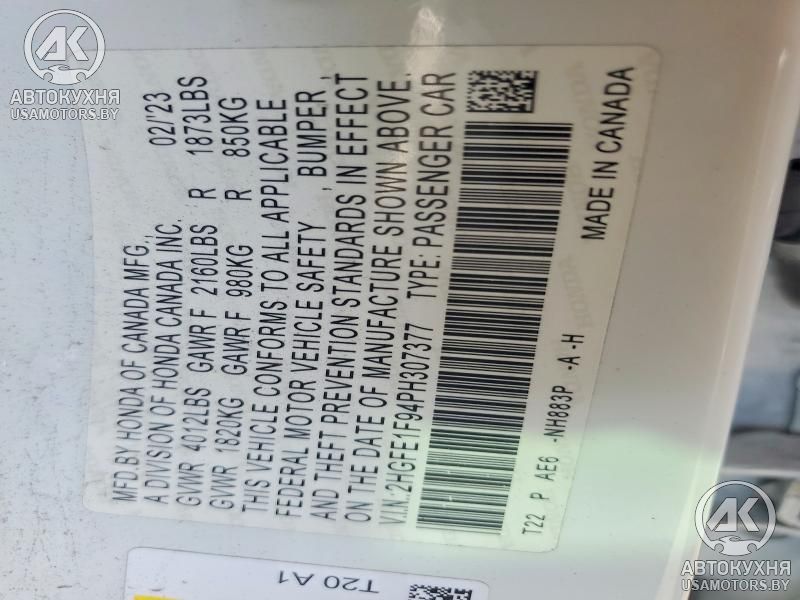 MFD.BY HONDA OF CANADA MFG., 02/'23
A DIVISION OF HONDA CANADA INC.
GVWR 4012LBS GAWR F 2160LBS R 1873LBS
GVWR 1820KG GAWR F 980KG R 850KG
THIS VEHICLE CONFORMS TO ALL APPLICABLE
FEDERAL MOTOR VEHICLE SAFETY , BUMPER ,
AND THEFT PREVENTION STANDARDS IN EFFECT
ON THE DATE OF MANUFACTURE SHOWN ABOVE.
V.I.N.:2HGFE1F94PH307377 TYPE: PASSENGER CAR
T22 P AE6 -NH883P -A -H
MADE IN CANADA
T20 A1
АК
АВТОКУХНЯ
USAMOTORS.BY
АК
АВТОКУХНЯ
USAMOTORS.BY